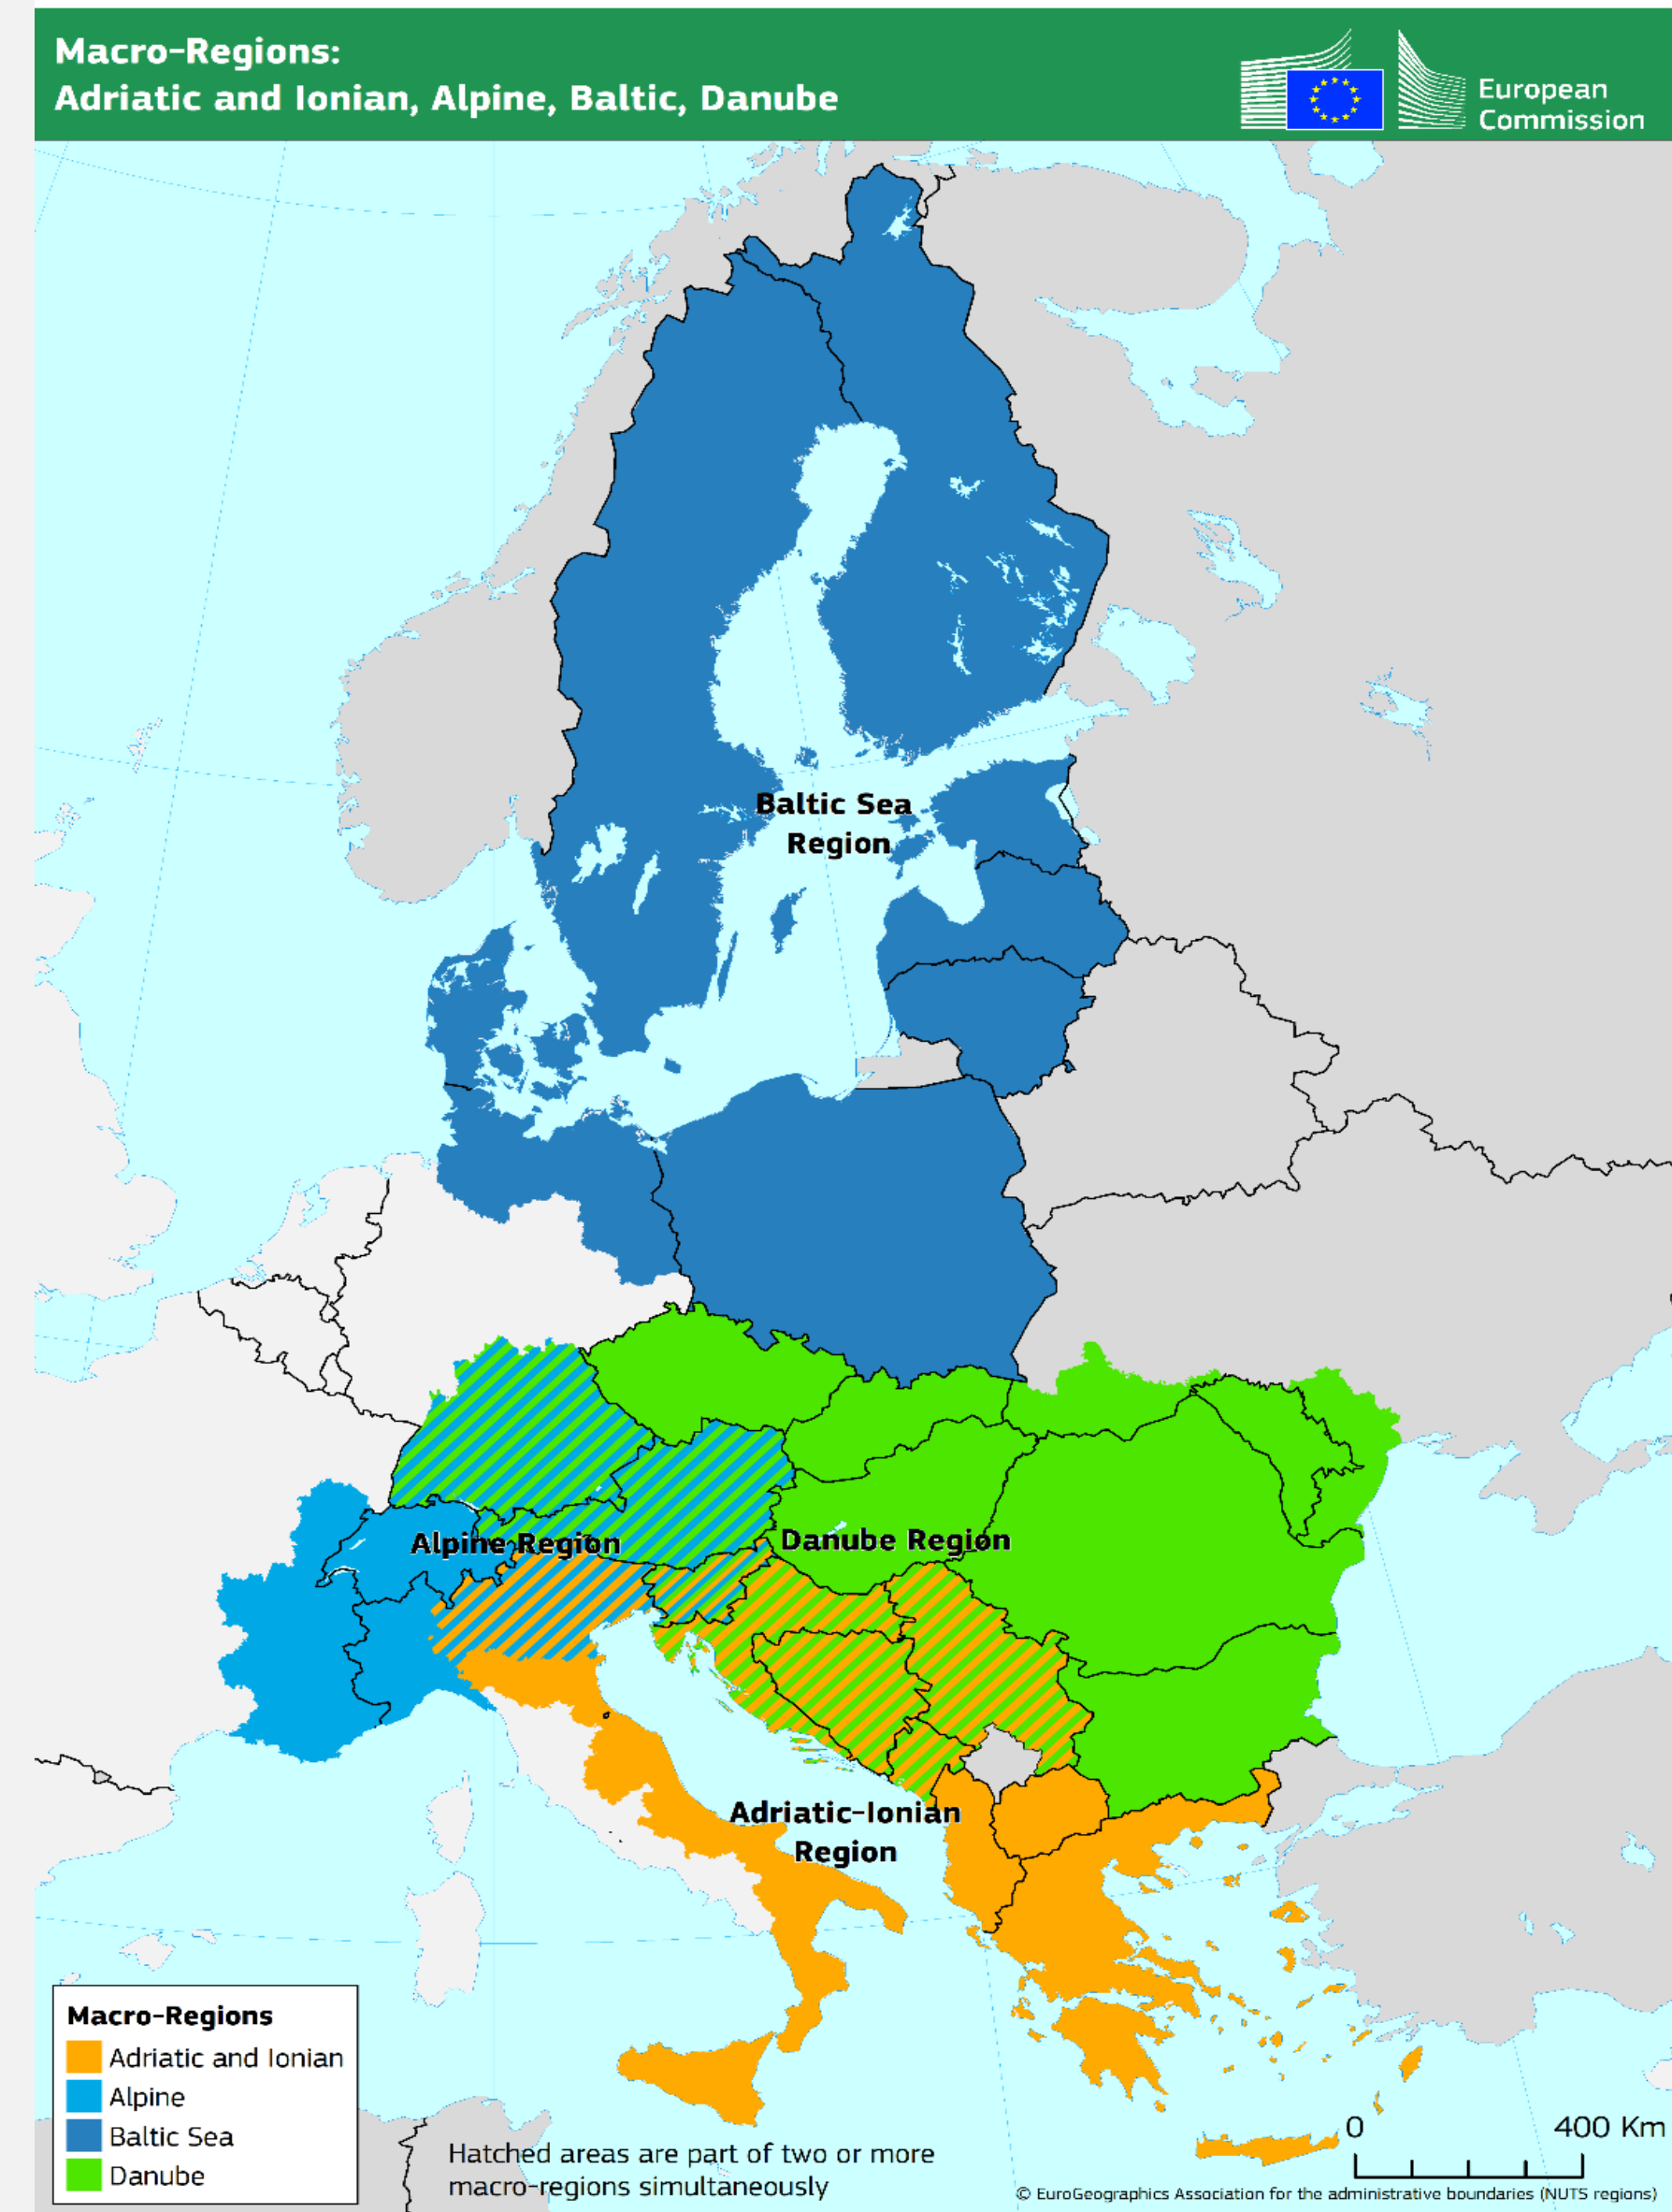 Macro-Regions:
Adriatic and Ionian, Alpine, Baltic, Danube
European
Commission
Baltic Sea
Region
Alpine Region
Danube Region
Adriatic-Ionian
Region
Macro-Regions
Adriatic and Ionian
Alpine
Baltic Sea
Danube
Hatched areas are part of two or more
macro-regions simultaneously
0 400 Km
© EuroGeographics Association for the administrative boundaries (NUTS regions)